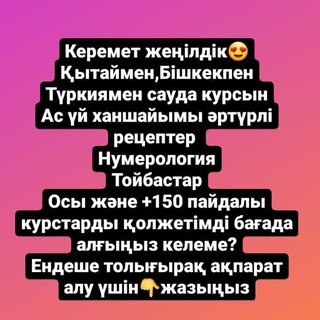 Керемет жеңілдік😍
Қытаймен,Бішкекпен
Түркиямен сауда курсын
Ас үй ханшайымы әртүрлі
рецептер
Нумерология
Тойбастар
Осы және +150 пайдалы
курстарды қолжетімді бағада
алғыңыз келеме?
Ендеше толығырақ ақпарат
алу үшін👇жазыңыз